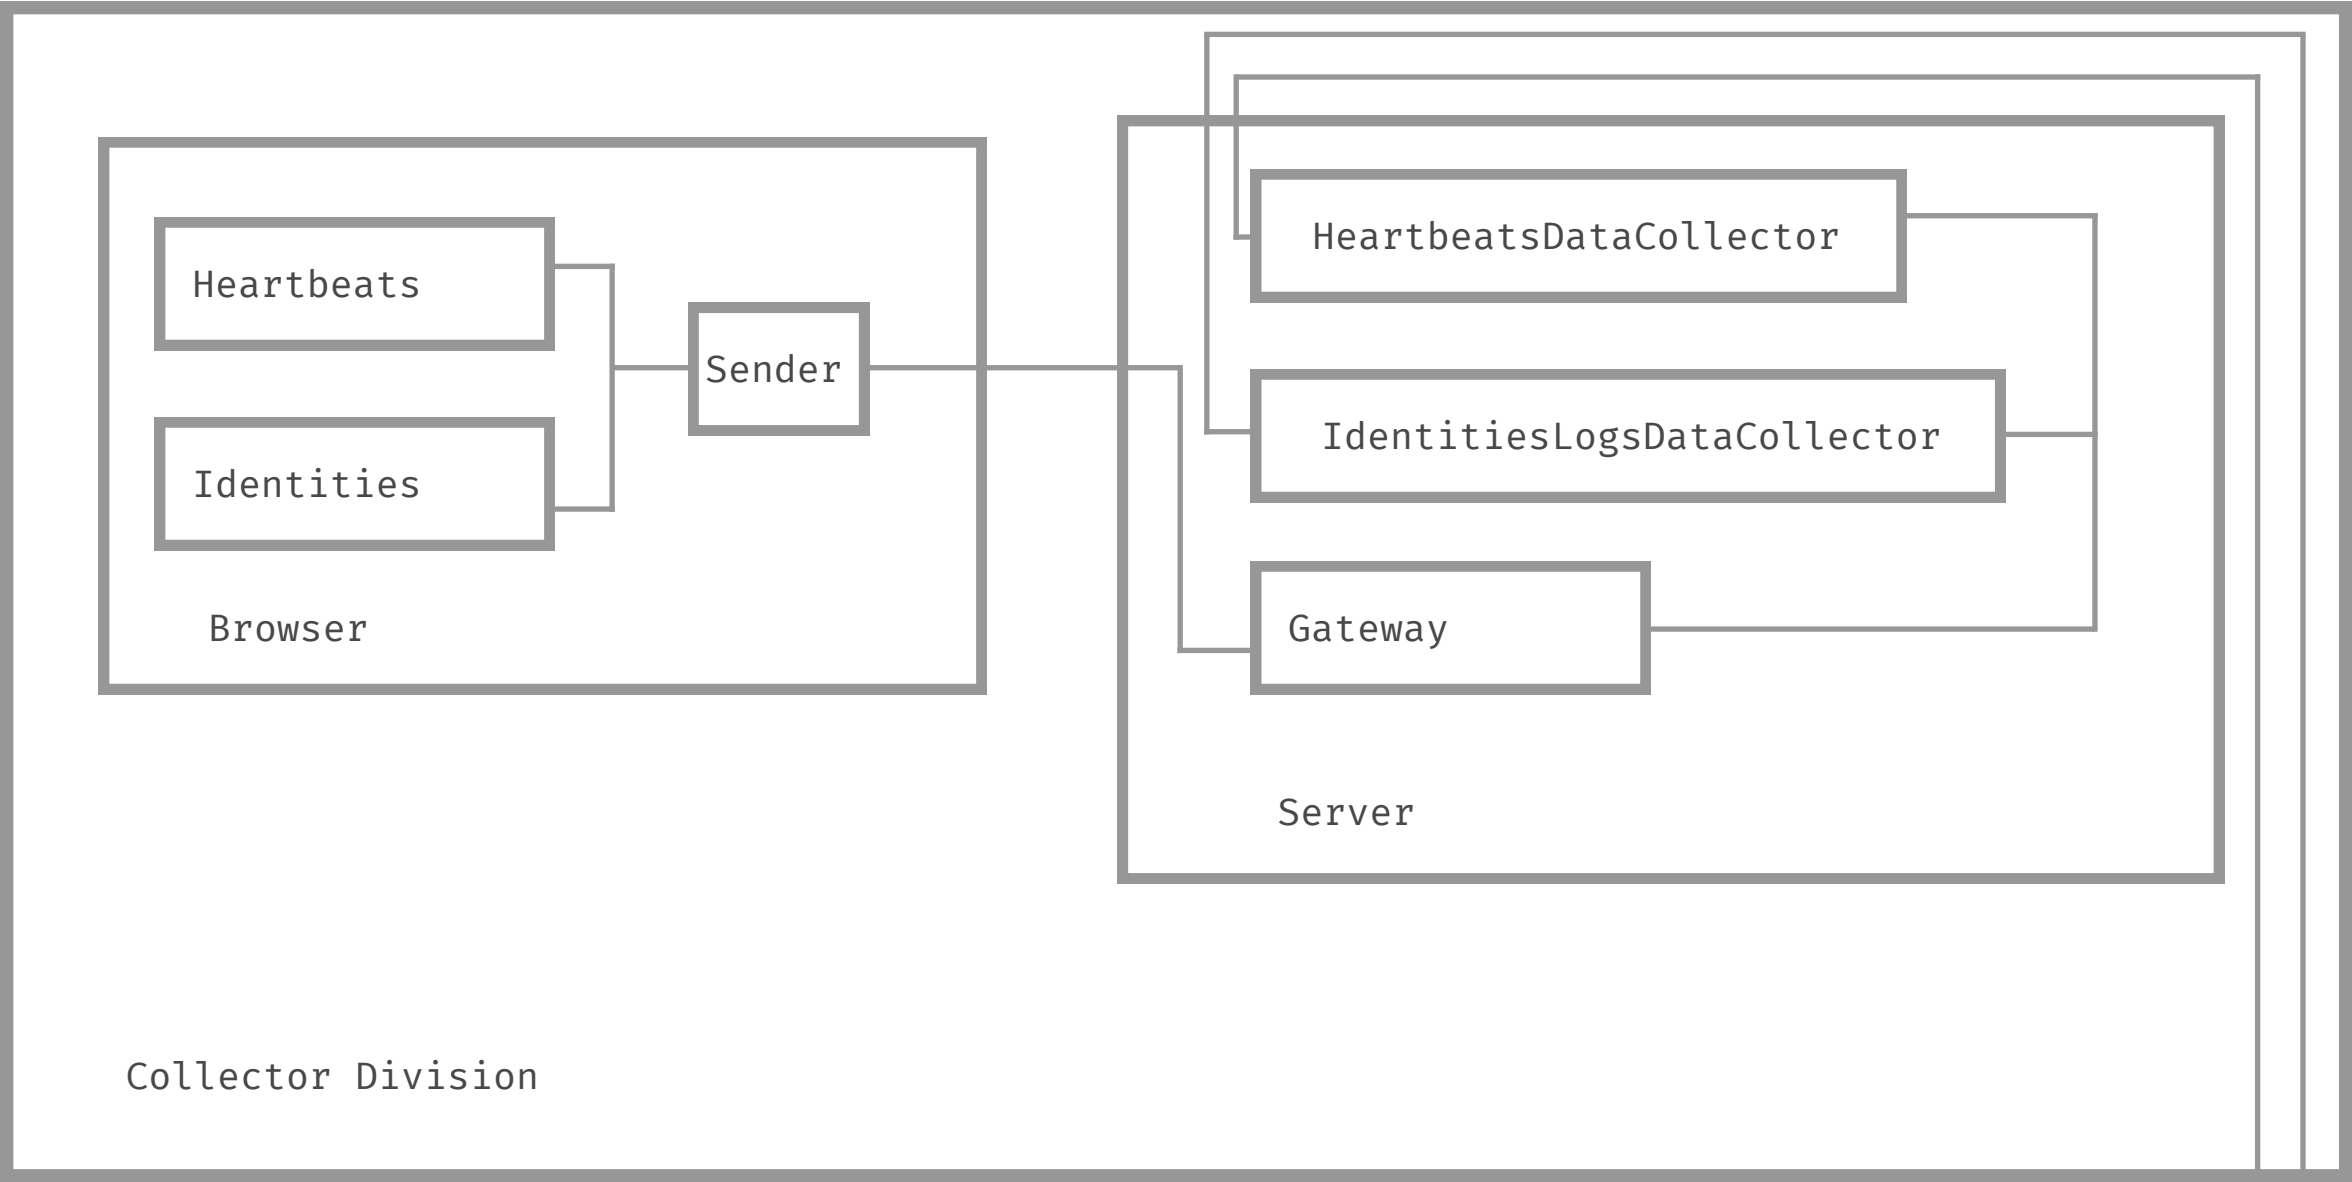 Heartbeats
Identities
Sender
Browser
HeartbeatsDataCollector
IdentitiesLogsDataCollector
Gateway
Server
Collector Division